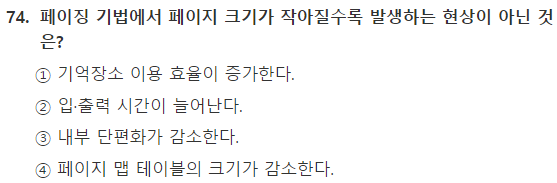 74. 페이징 기법에서 페이지 크기가 작아질수록 발생하는 현상이 아닌 것
은?
① 기억장소 이용 효율이 증가한다.
② 입·출력 시간이 늘어난다.
③ 내부 단편화가 감소한다.
④ 페이지 맵 테이블의 크기가 감소한다.